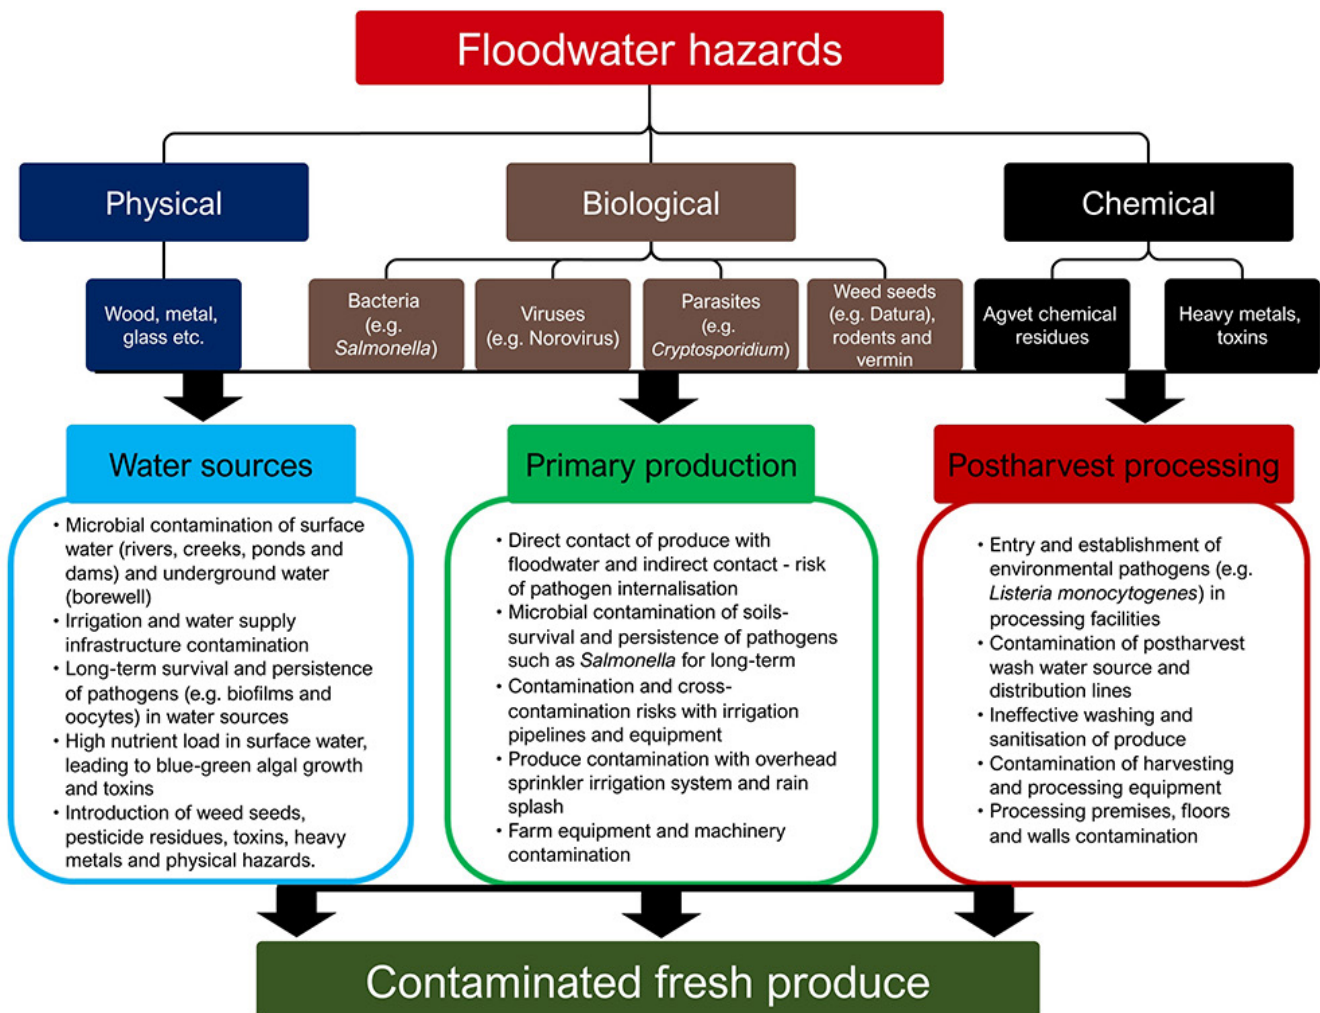 Floodwater hazards
Physical
Biological
Chemical
Wood, metal,
glass etc.
Bacteria
(e.g.
Salmonella)
Viruses
(e.g. Norovirus)
Parasites
(e.g.
Cryptosporidium)
Weed seeds
(e.g. Datura),
rodents and
vermin
Agvet chemical
residues
Heavy metals,
toxins
Water sources
• Microbial contamination of surface
water (rivers, creeks, ponds and
dams) and underground water
(borewell)
• Irrigation and water supply
infrastructure contamination
• Long-term survival and persistence
of pathogens (e.g. biofilms and
oocytes) in water sources
• High nutrient load in surface water,
leading to blue-green algal growth
and toxins
• Introduction of weed seeds,
pesticide residues, toxins, heavy
metals and physical hazards.
Primary production
• Direct contact of produce with
floodwater and indirect contact - risk
of pathogen internalisation
• Microbial contamination of soils-
survival and persistence of pathogens
such as Salmonella for long-term
• Contamination and cross-
contamination risks with irrigation
pipelines and equipment
• Produce contamination with overhead
sprinkler irrigation system and rain
splash
• Farm equipment and machinery
contamination
Postharvest processing
• Entry and establishment of
environmental pathogens (e.g.
Listeria monocytogenes) in
processing facilities
• Contamination of postharvest
wash water source and
distribution lines
• Ineffective washing and
sanitisation of produce
• Contamination of harvesting
and processing equipment
• Processing premises, floors
and walls contamination
Contaminated fresh produce